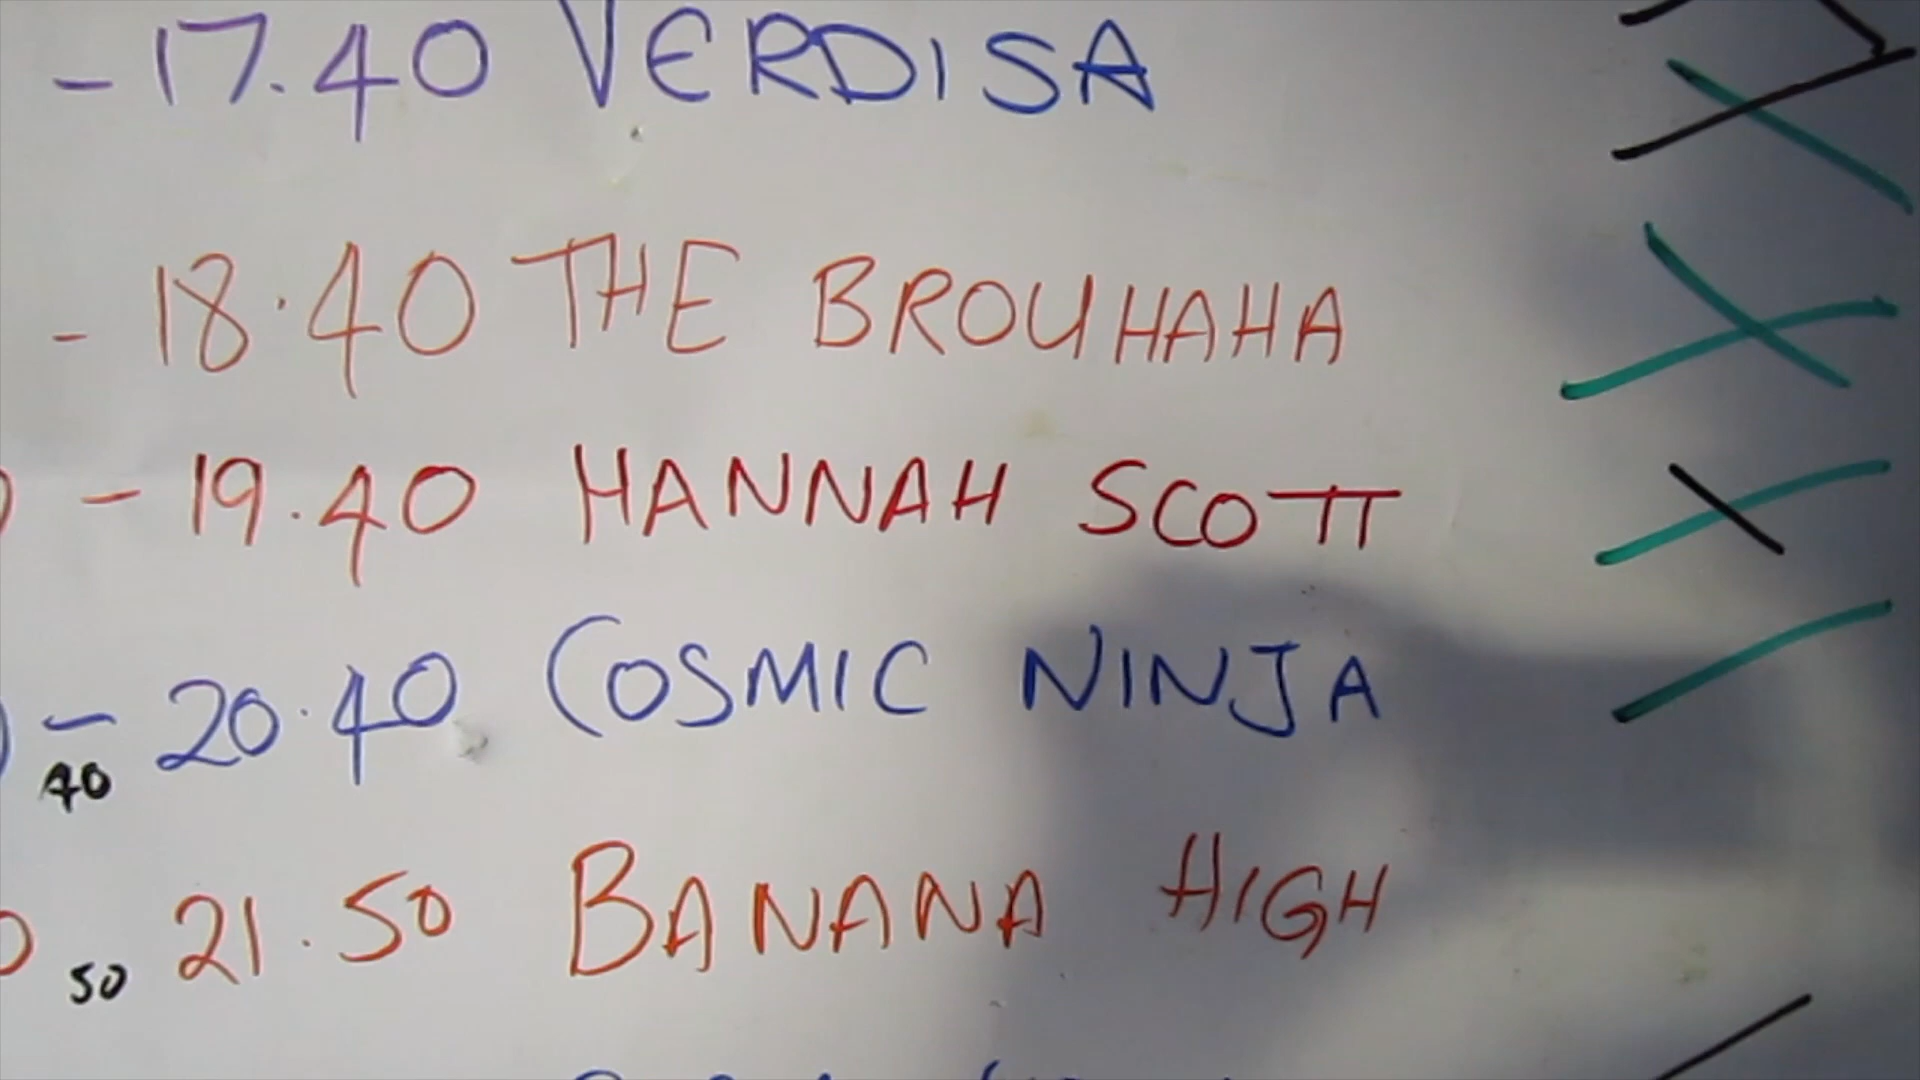 - 17.40 VERDISA
- 18.40 THE BROUHAHA
- 19.40 HANNAH SCOTT
- 20.40 COSMIC NINJA
40
21.50 BANANA HIGH
50